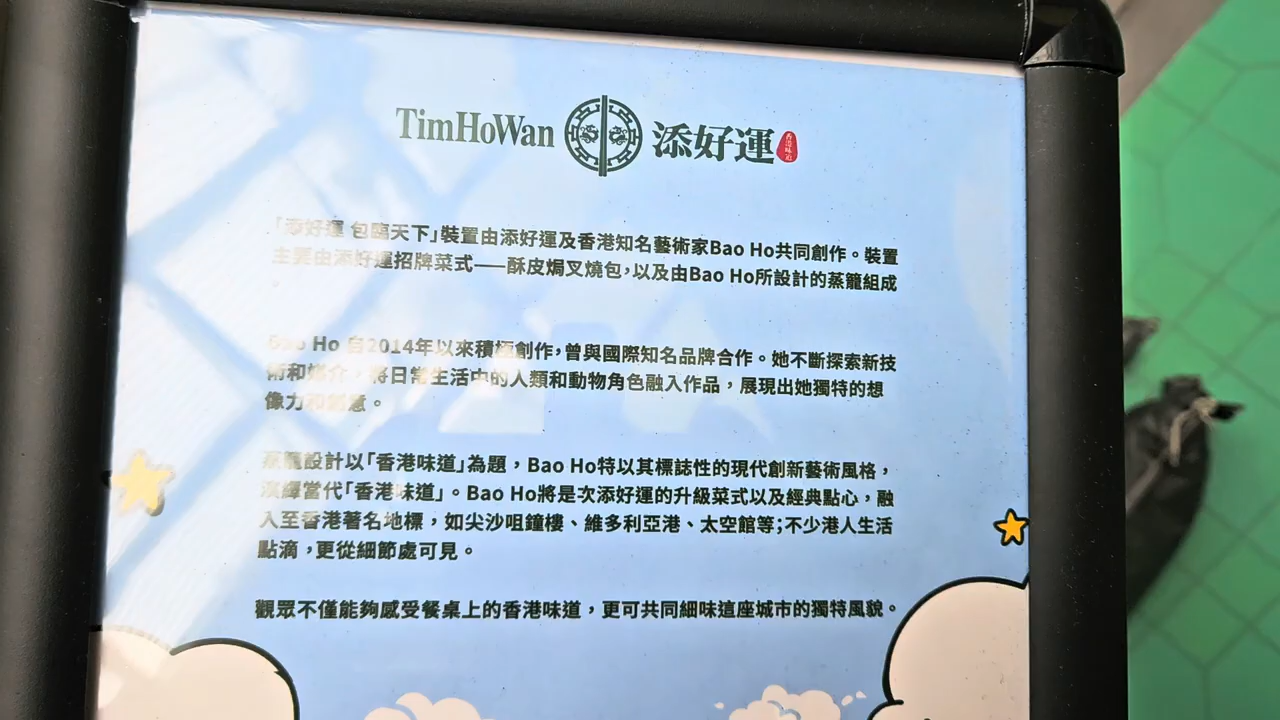 TimHoWan 添好運 香港味道
「添好運 包臨天下」裝置由添好運及香港知名藝術家Bao Ho共同創作。裝置
主要由添好運招牌菜式——酥皮焗叉燒包，以及由Bao Ho所設計的蒸籠組成
Bao Ho 自2014年以來積極創作，曾與國際知名品牌合作。她不斷探索新技
術和媒介，將日常生活中的人類和動物角色融入作品，展現出她獨特的想
像力和創意。
蒸籠設計以「香港味道」為題，Bao Ho特以其標誌性的現代創新藝術風格，
演繹當代「香港味道」。Bao Ho將是次添好運的升級菜式以及經典點心，融
入至香港著名地標，如尖沙咀鐘樓、維多利亞港、太空館等；不少港人生活
點滴，更從細節處可見。
觀眾不僅能夠感受餐桌上的香港味道，更可共同細味這座城市的獨特風貌。